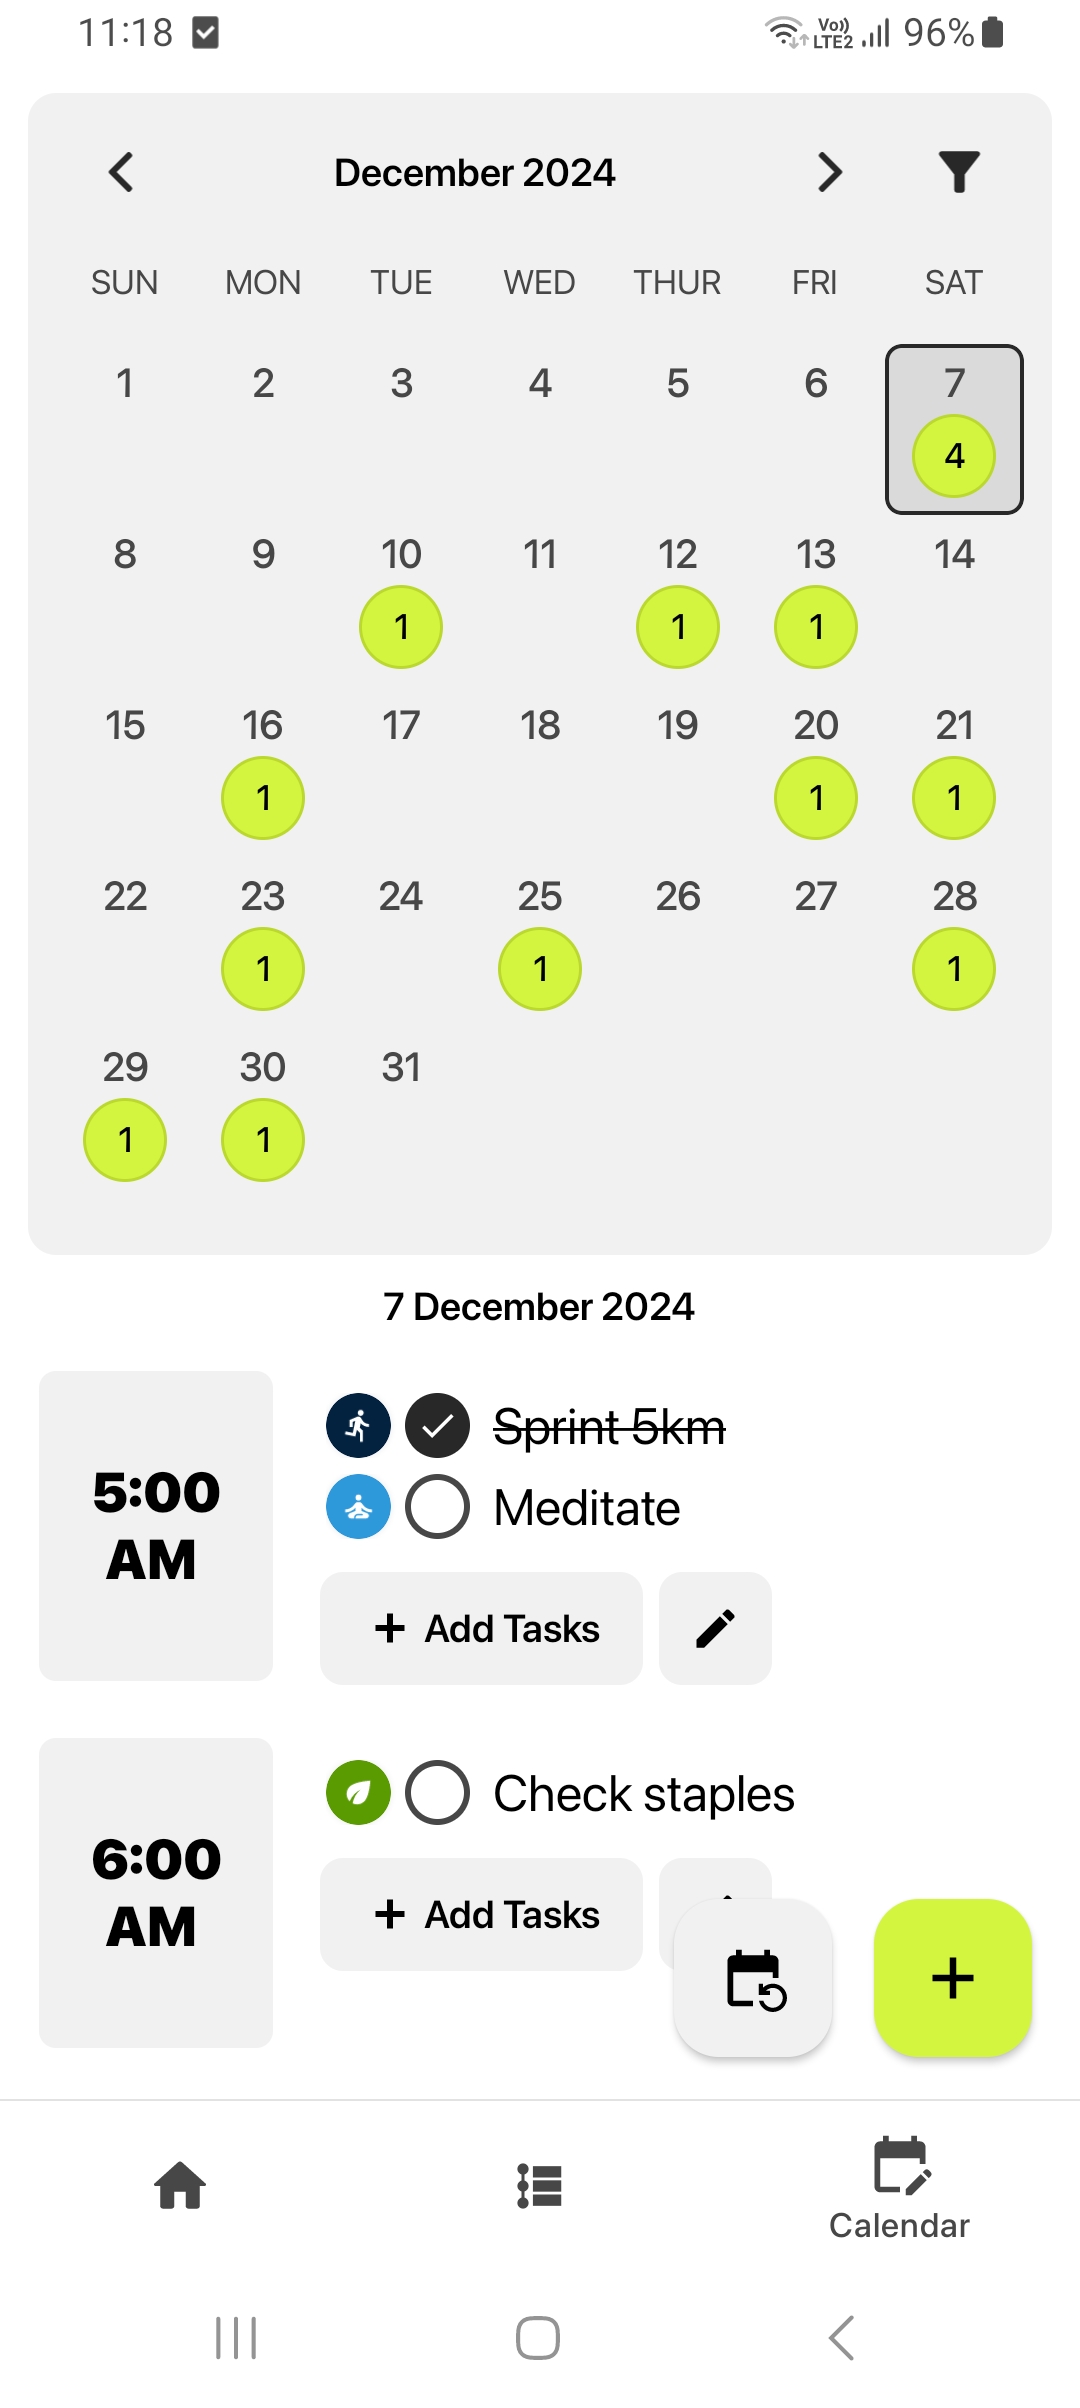 11:18
Vo)) LTE2 96%
December 2024
SUN MON TUE WED THUR FRI SAT
1 2 3 4 5 6 7
4
8 9 10 11 12 13 14
1 1 1
15 16 17 18 19 20 21
1 1 1
22 23 24 25 26 27 28
1 1 1
29 30 31
1 1
7 December 2024
5:00
AM
Sprint 5km
Meditate
+ Add Tasks
6:00
AM
Check staples
+ Add Tasks
Calendar